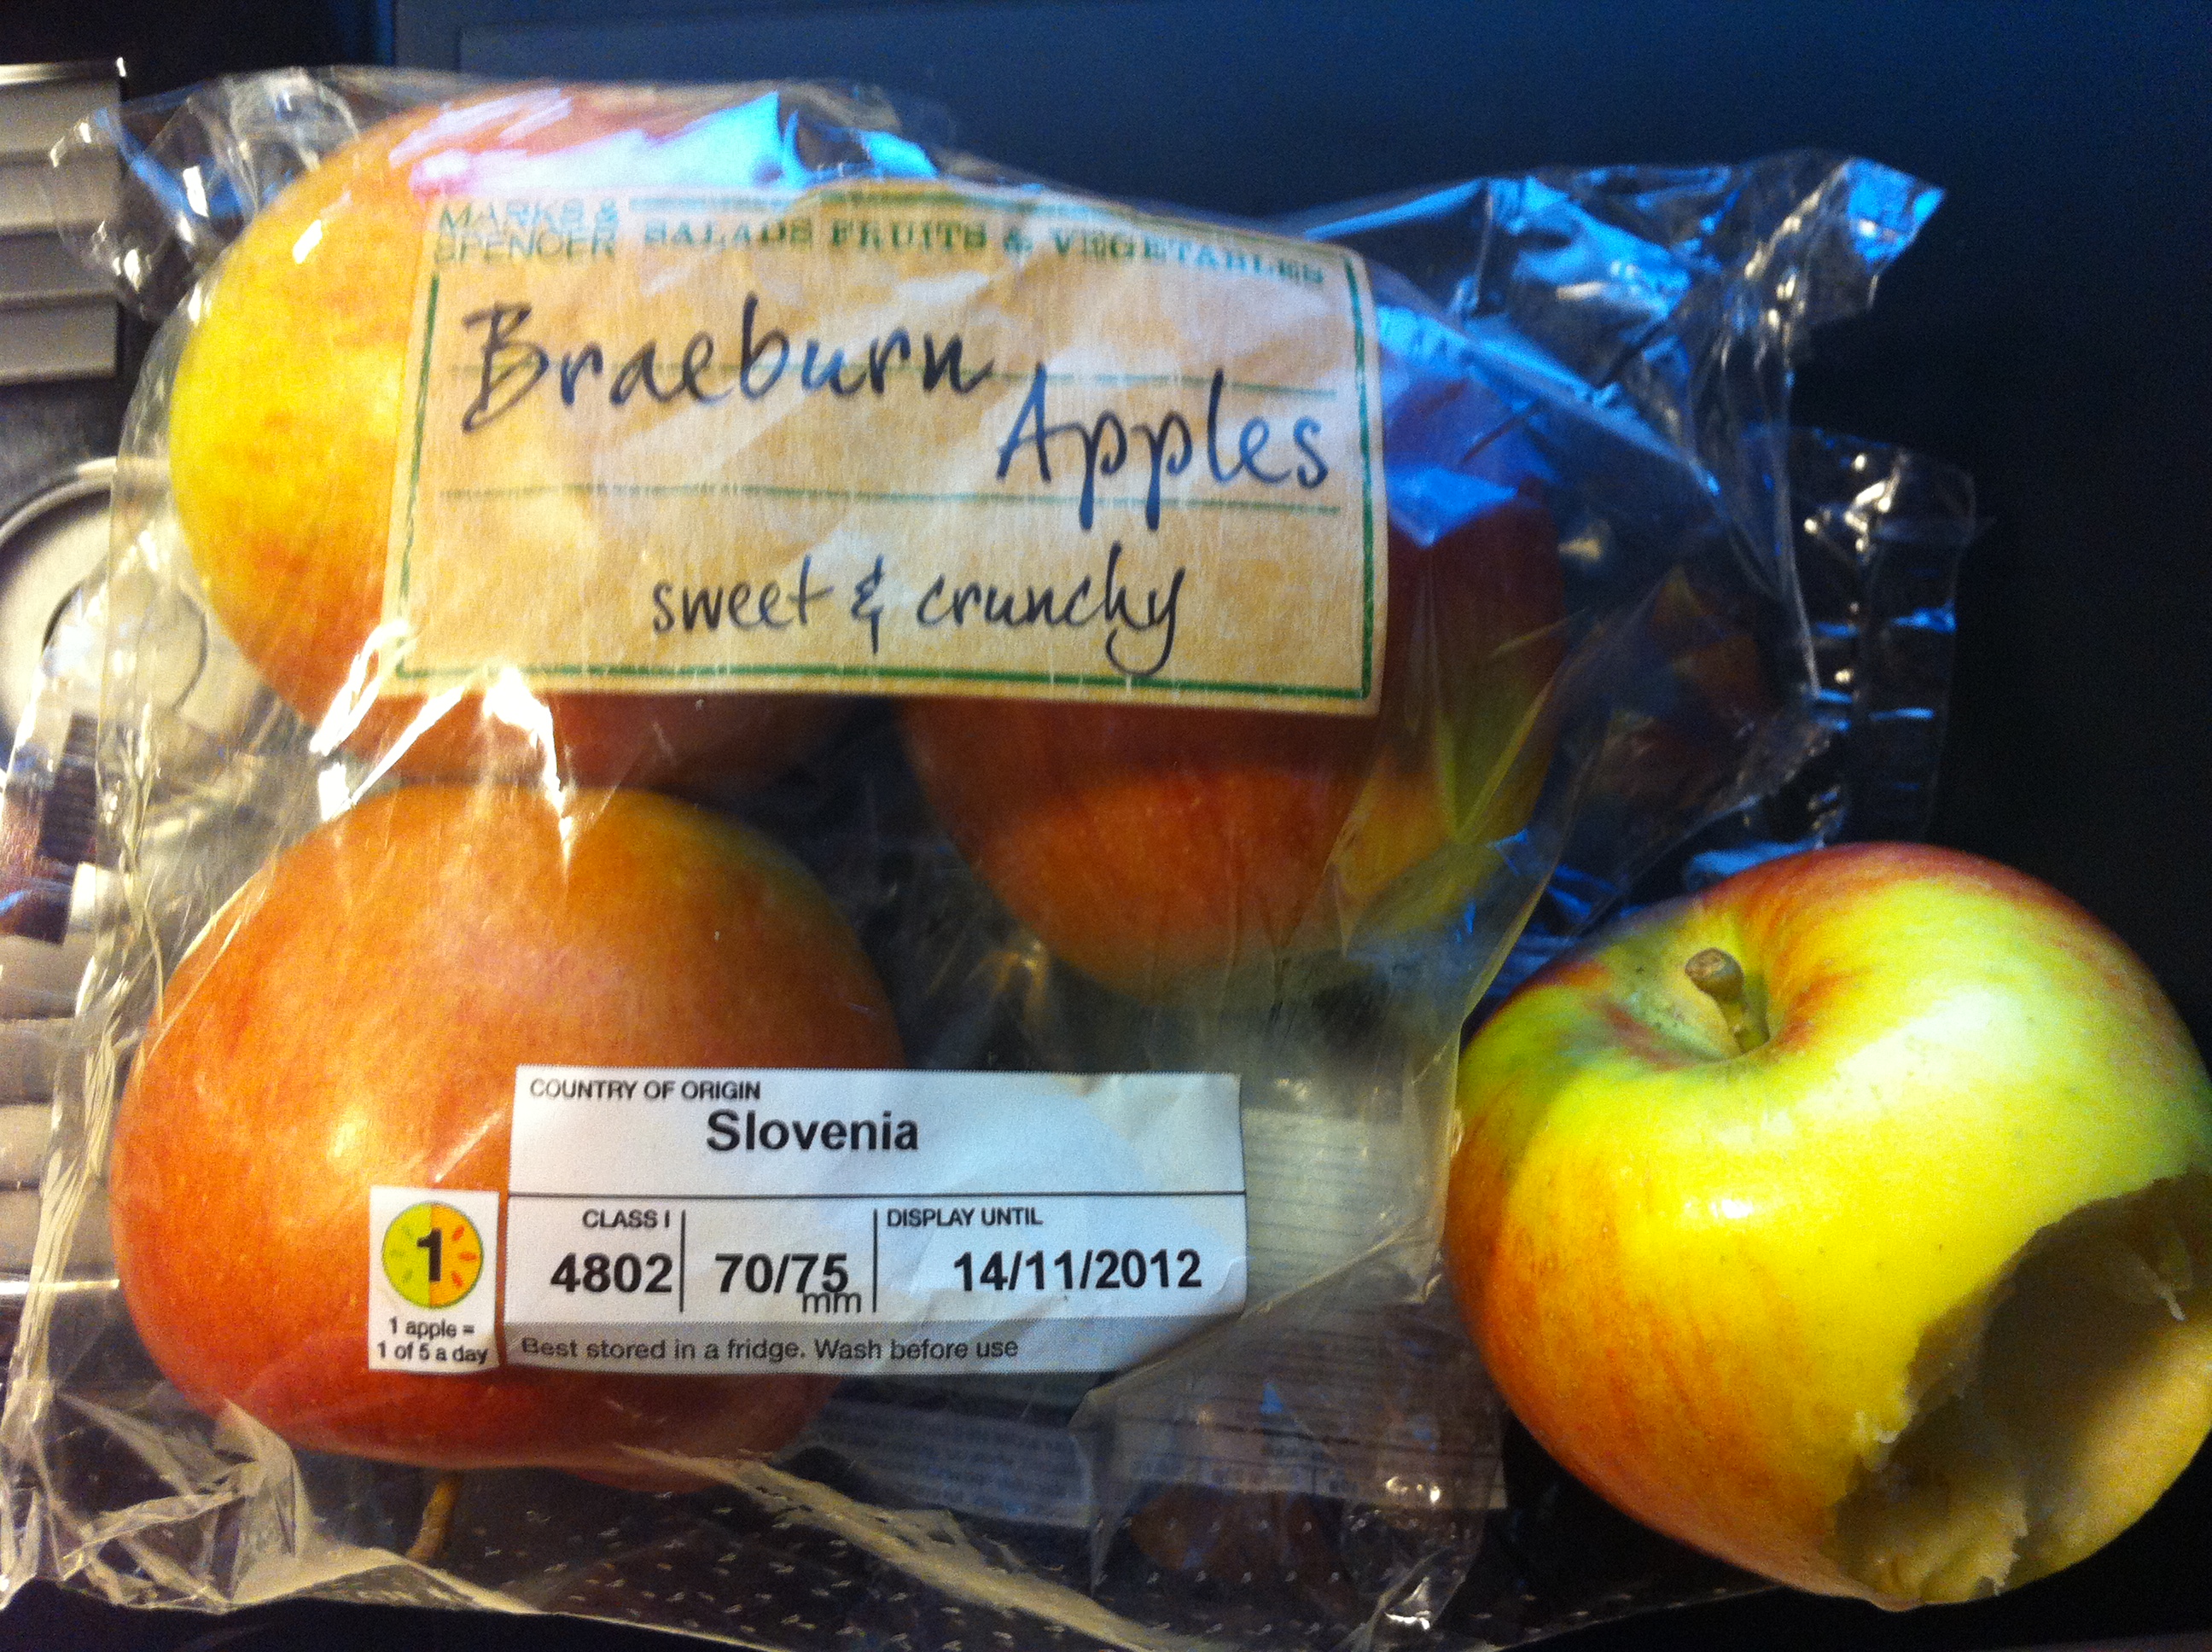 MARKS &
SPENCER
SALADS FRUITS & VEGETABLES
Braeburn
Apples
sweet & crunchy
COUNTRY OF ORIGIN
Slovenia
CLASS I
4802
70/75
mm
DISPLAY UNTIL
14/11/2012
Best stored in a fridge. Wash before use
1
1 apple =
1 of 5 a day